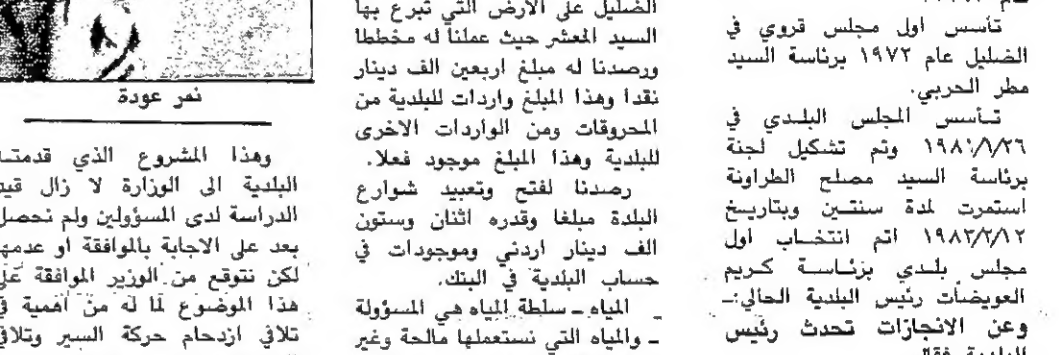 تأسس اول مجلس قروي في
الضليل عام ١٩٧٢ برئاسة السيد
مطر الحربي.
تأسس المجلس البلدي في
١٩٨١/١/٢٦ وتم تشكيل لجنة
برئاسة السيد مصلح الطراونة
استمرت لمدة سنتين وبتاريخ
١٩٨٣/٢/١٢ اتم انتخاب اول
مجلس بلدي بزئاسة كريم
العويضات رئيس البلدية الحالي:ـ
وعن الانجازات تحدث رئيس
البلدية فقال
الضليل على الارض التي تبرع بها
السيد المعشر حيث عملنا له مخططا
ورصدنا له مبلغ اربعين الف دينار
نقدا وهذا المبلغ واردات للبلدية من
المحروقات ومن الواردات الاخرى
للبلدية وهذا المبلغ موجود فعلا.
رصدنا لفتح وتعبيد شوارع
البلدة مبلغا وقدره اثنان وستون
الف دينار اردني وموجودات في
حساب البلدية في البنك.
المياه ـ سلطة المياه هي المسؤولة
ـ والمياه التي نستعملها مالحة وغير
نمر عودة
وهذا المشروع الذي قدمته
البلدية الى الوزارة لا زال قيد
الدراسة لدى المسؤولين ولم نحصل
بعد على الاجابة بالموافقة او عدمها
لكن نتوقع من الوزير الموافقة على
هذا الموضوع لما له من اهمية في
تلافي ازدحام حركة السير وتلافي